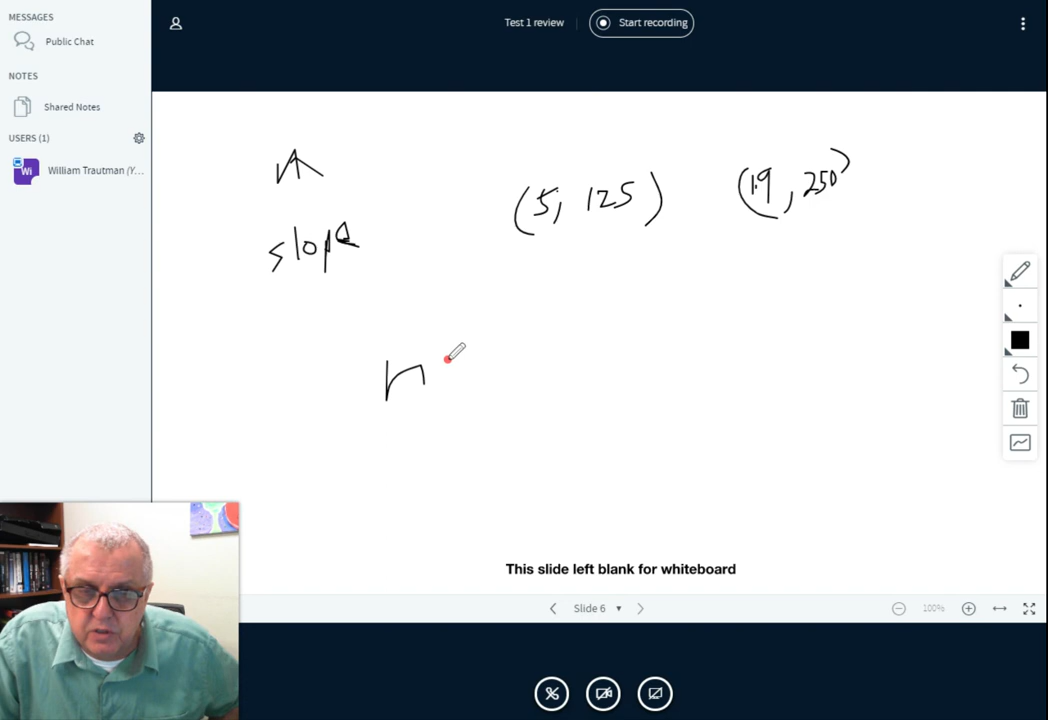 MESSAGES
Public Chat
NOTES
Shared Notes
USERS (1)
Wi William Trautman (Y...
Test 1 review
Start recording
(5, 125) (19, 250)
slope
This slide left blank for whiteboard
Slide 6
100%